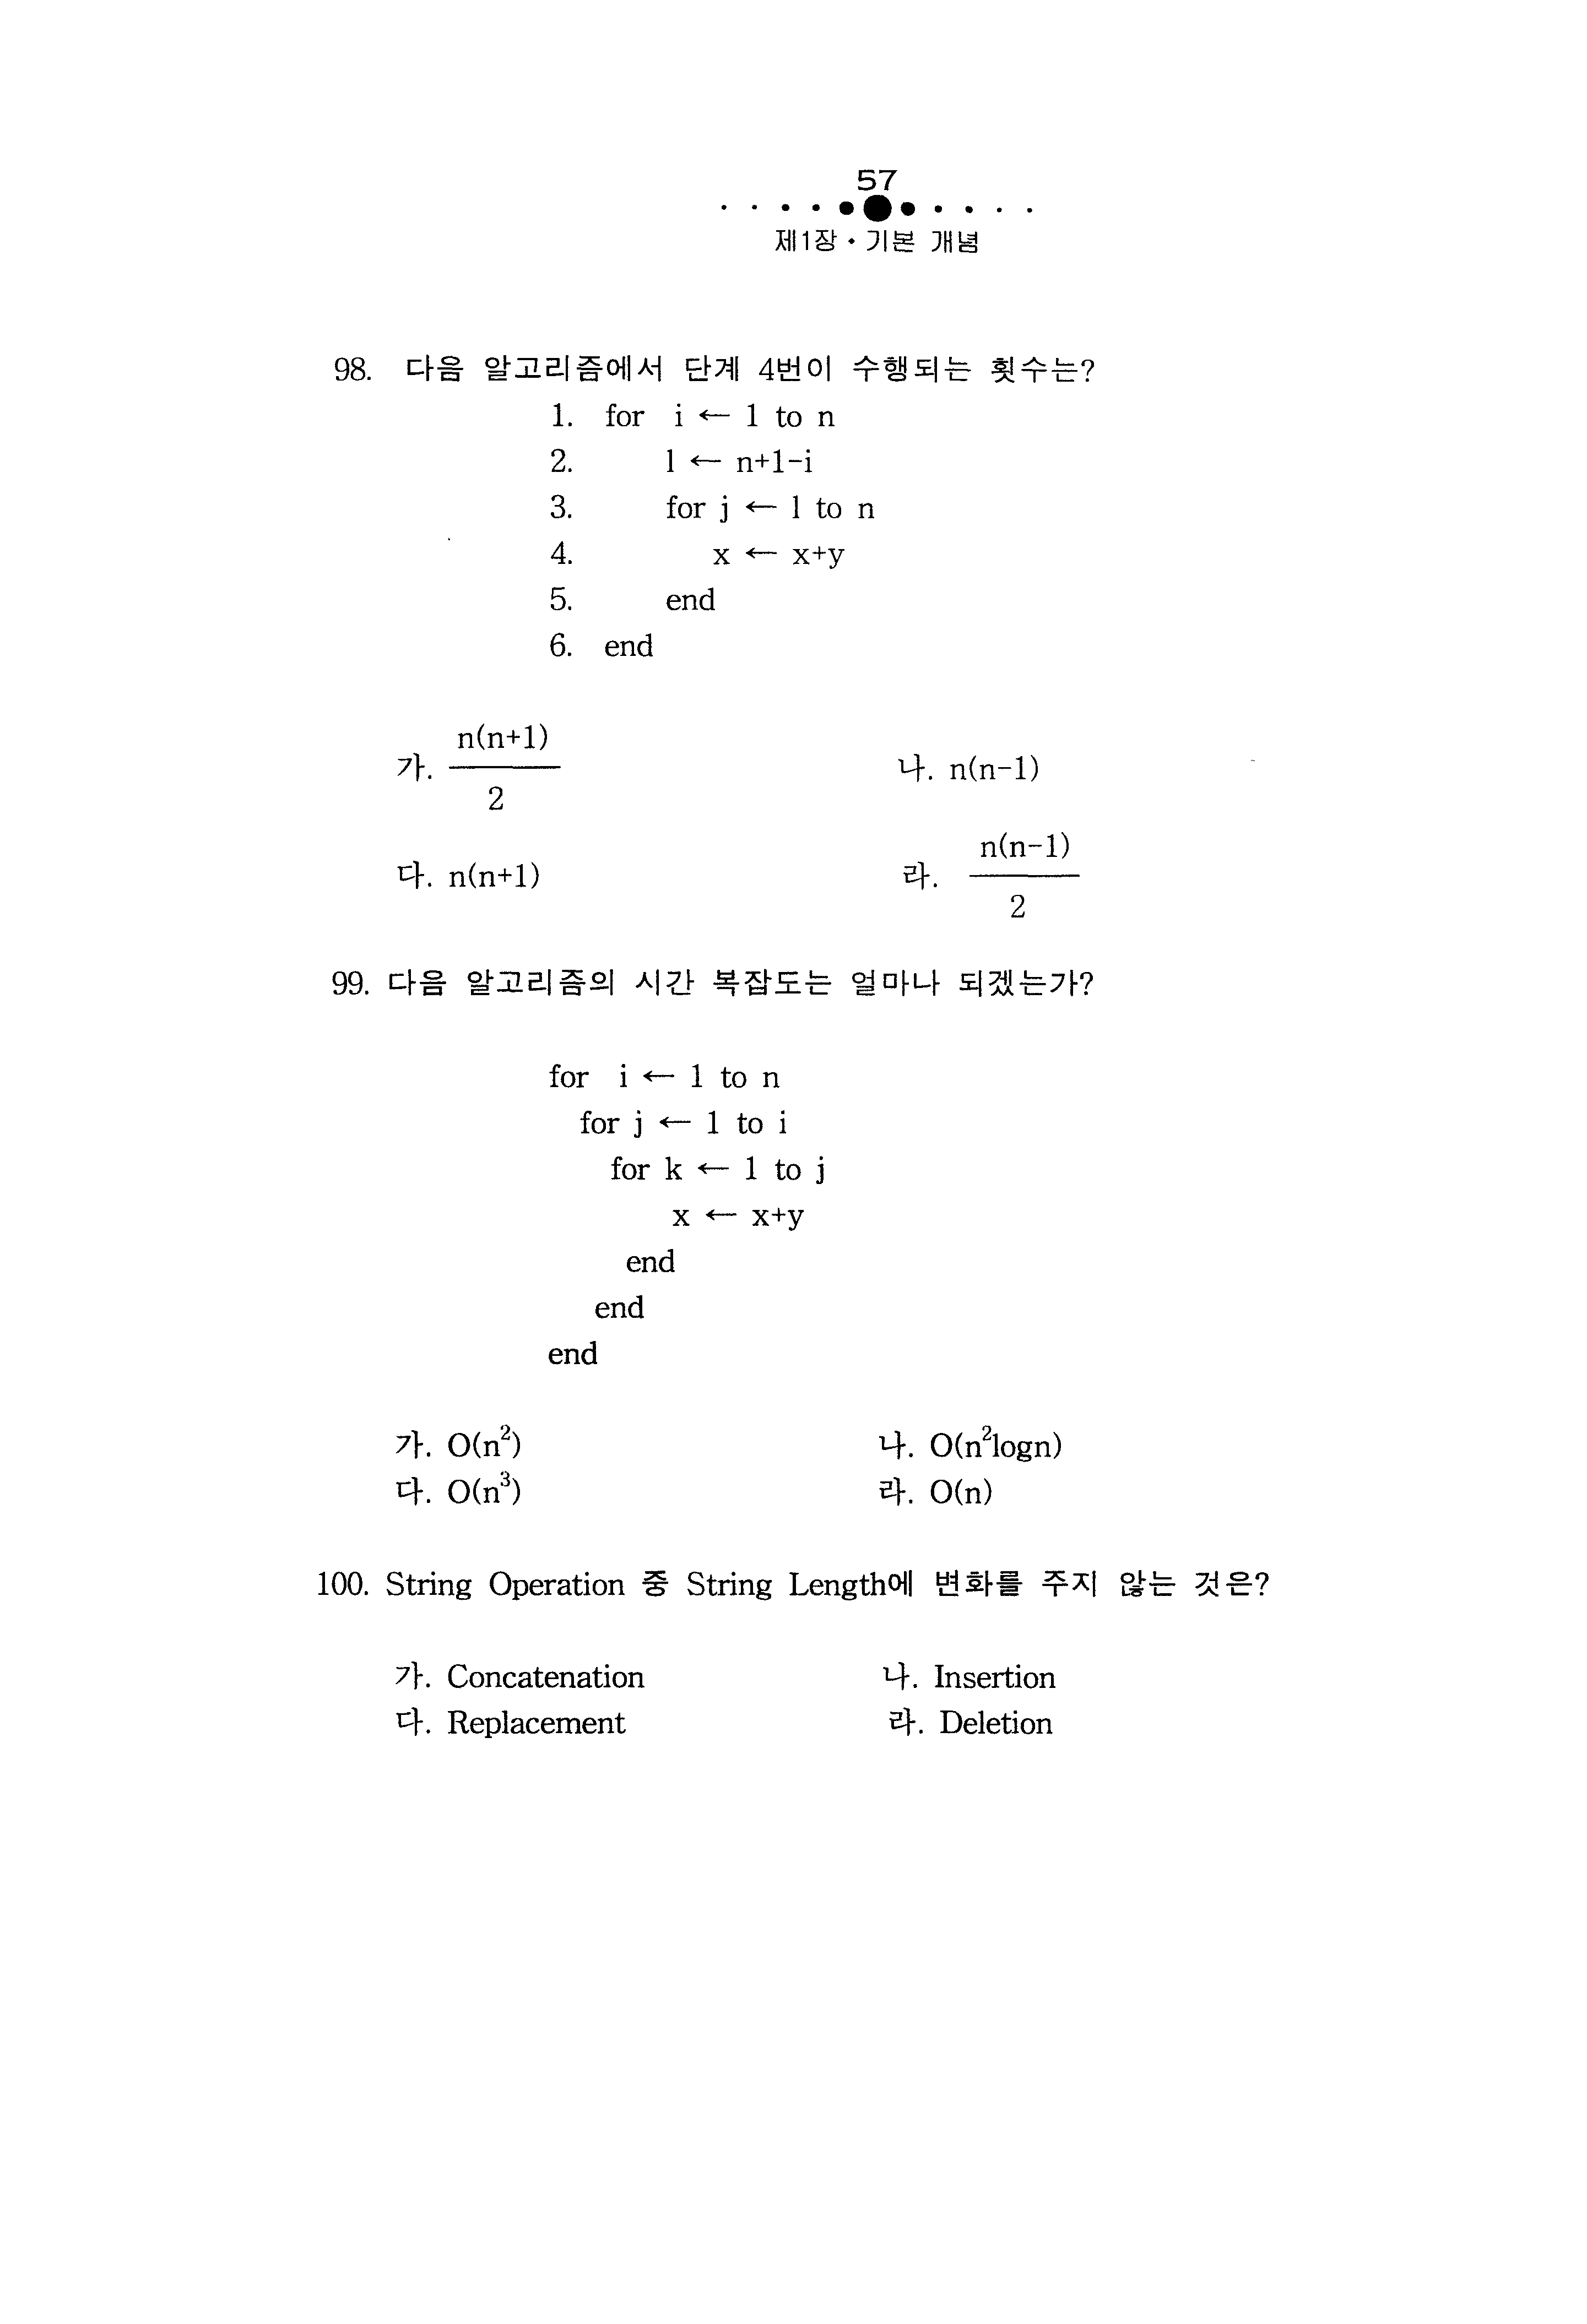 57
제1장 · 기본 개념
98. 다음 알고리즘에서 단계 4번이 수행되는 횟수는?
1. for i ← 1 to n
2. l ← n+1-i
3. for j ← 1 to n
4. x ← x+y
5. end
6. end
가. n(n+1)/2 나. n(n-1)
다. n(n+1) 라. n(n-1)/2
99. 다음 알고리즘의 시간 복잡도는 얼마나 되겠는가?
for i ← 1 to n
for j ← 1 to i
for k ← 1 to j
x ← x+y
end
end
end
가. O(n²) 나. O(n²logn)
다. O(n³) 라. O(n)
100. String Operation 중 String Length에 변화를 주지 않는 것은?
가. Concatenation 나. Insertion
다. Replacement 라. Deletion